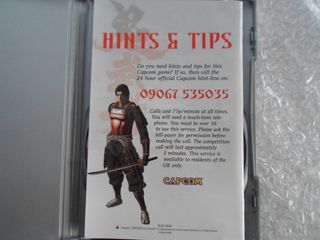 HINTS & TIPS
Do you need hints and tips for this
Capcom game? If so, then call the
24 hour official Capcom hint-line on:
09067 535035
Calls cost 75p/minute at all times.
You will need a touch-tone tele-
phone. You must be over 16
to use this service. Please ask the
bill-payer for permission before
making the call. The competition
call will last approximately
3 minutes. This service is
available to residents of the
UK only.
CAPCOM